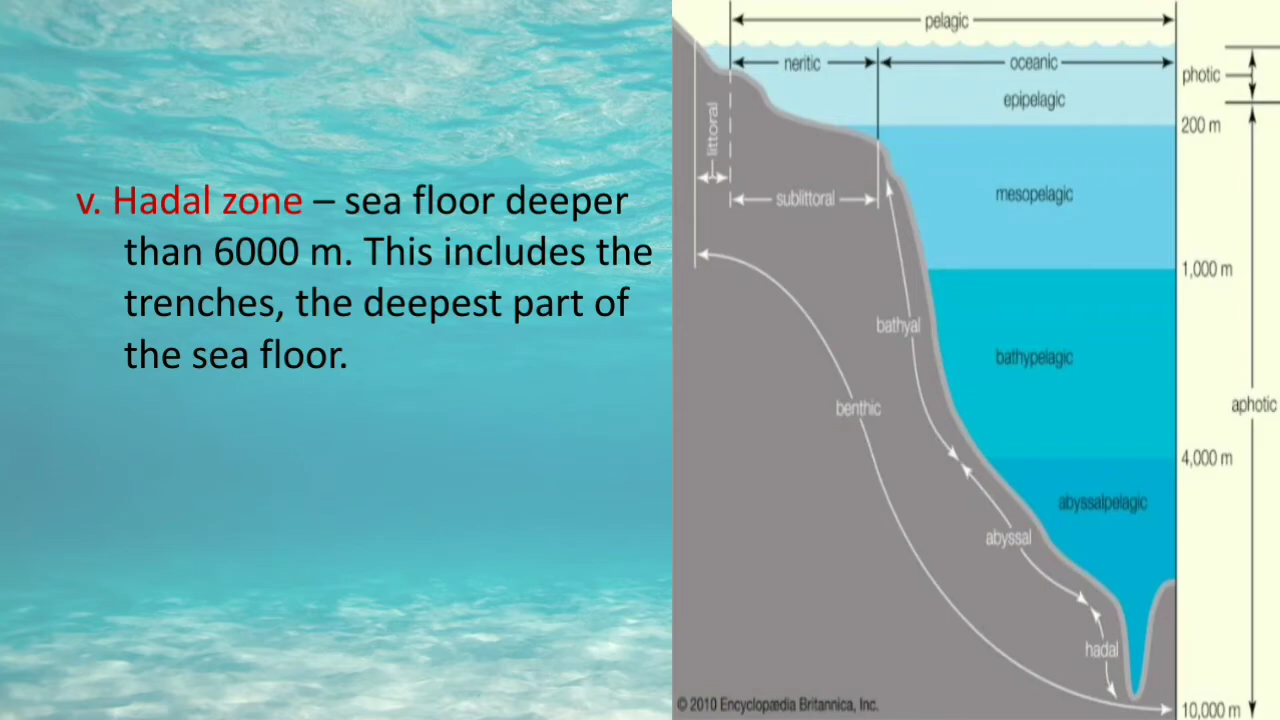 v. Hadal zone – sea floor deeper
than 6000 m. This includes the
trenches, the deepest part of
the sea floor.
pelagic
neritic
oceanic
photic
epipelagic
littoral
200 m
mesopelagic
sublittoral
1,000 m
bathyal
bathypelagic
benthic
aphotic
4,000 m
abyssalpelagic
abyssal
hadal
© 2010 Encyclopædia Britannica, Inc.
10,000 m